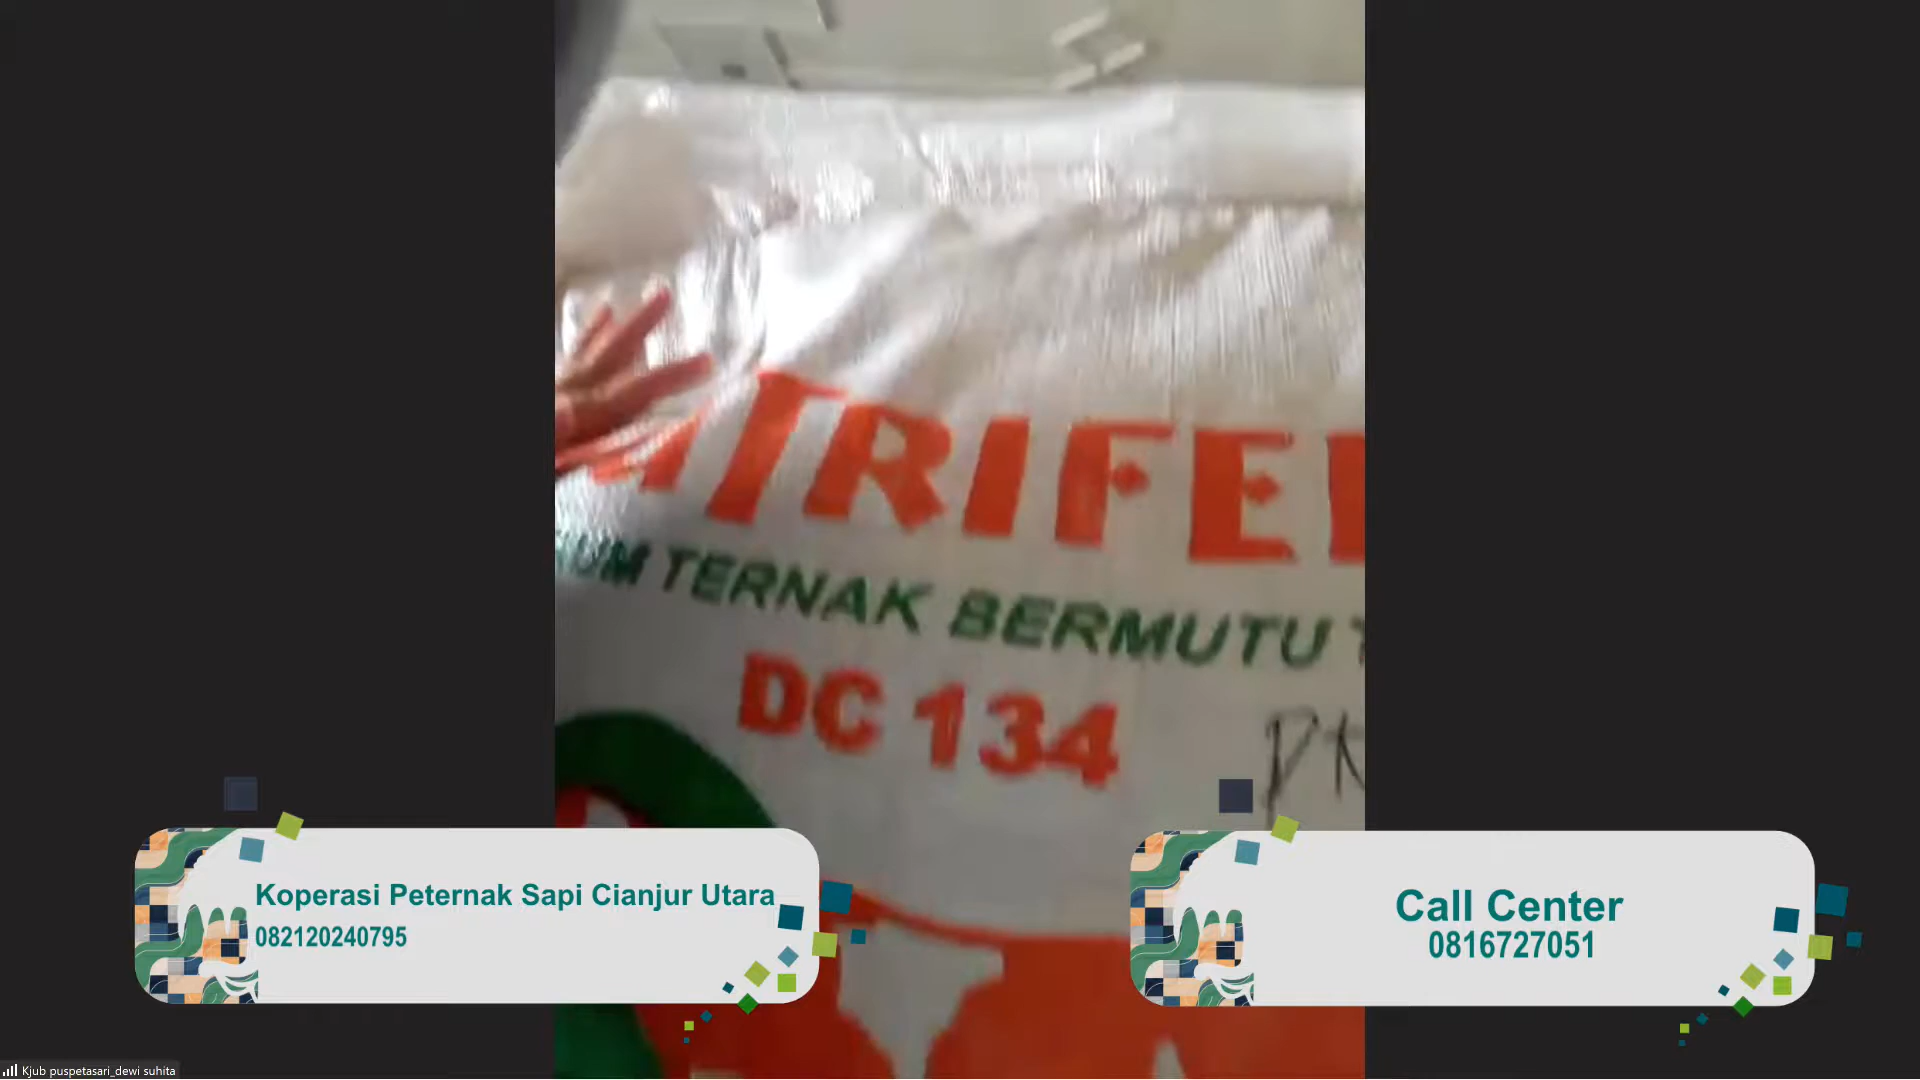 TRIFE
TERNAK BERMUTU
DC 134
Koperasi Peternak Sapi Cianjur Utara
082120240795
Call Center
0816727051
Kjub puspetasari_dewi suhita